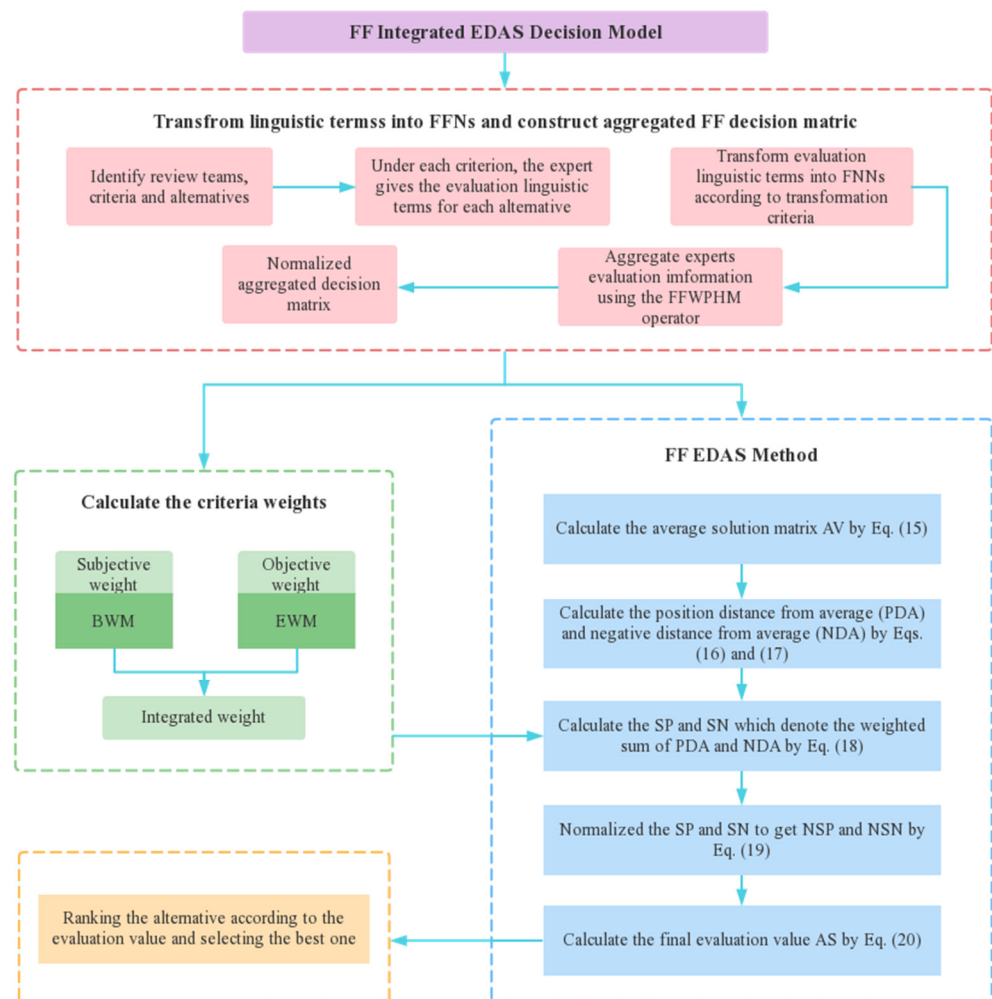 FF Integrated EDAS Decision Model
Transfrom linguistic termss into FFNs and construct aggregated FF decision matric
Identify review teams,
criteria and alternatives
Under each criterion, the expert
gives the evaluation linguistic
terms for each alternative
Transform evaluation
linguistic terms into FNNs
according to transformation
criteria
Aggregate experts
evaluation imformation
using the FFWPHM
operator
Normalized
aggregated decision
matrix
Calculate the criteria weights
Subjective
weight
BWM
Objective
weight
EWM
Integrated weight
FF EDAS Method
Calculate the average solution matrix AV by Eq. (15)
Calculate the position distance from average (PDA)
and negative distance from average (NDA) by Eqs.
(16) and (17)
Calculate the SP and SN which denote the weighted
sum of PDA and NDA by Eq. (18)
Normalized the SP and SN to get NSP and NSN by
Eq. (19)
Calculate the final evaluation value AS by Eq. (20)
Ranking the alternative according to the
evaluation value and selecting the best one